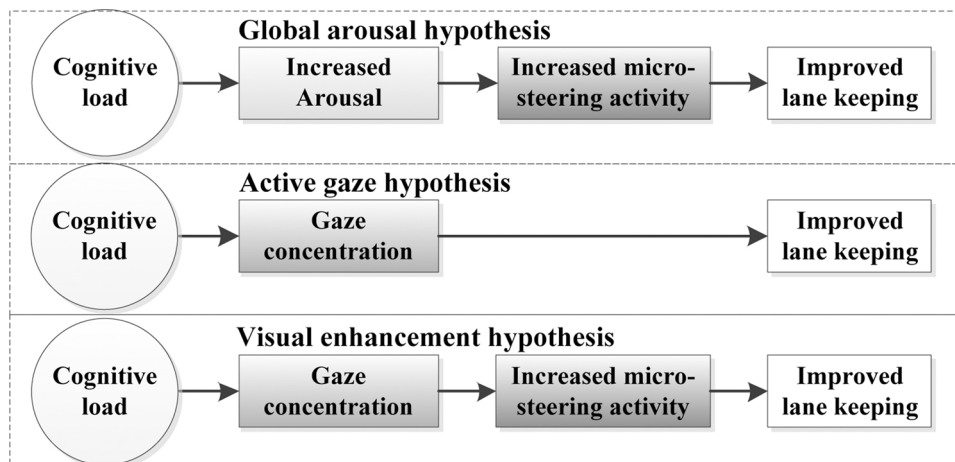 Global arousal hypothesis
Cognitive
load
Increased
Arousal
Increased micro-
steering activity
Improved
lane keeping
Active gaze hypothesis
Cognitive
load
Gaze
concentration
Improved
lane keeping
Visual enhancement hypothesis
Cognitive
load
Gaze
concentration
Increased micro-
steering activity
Improved
lane keeping